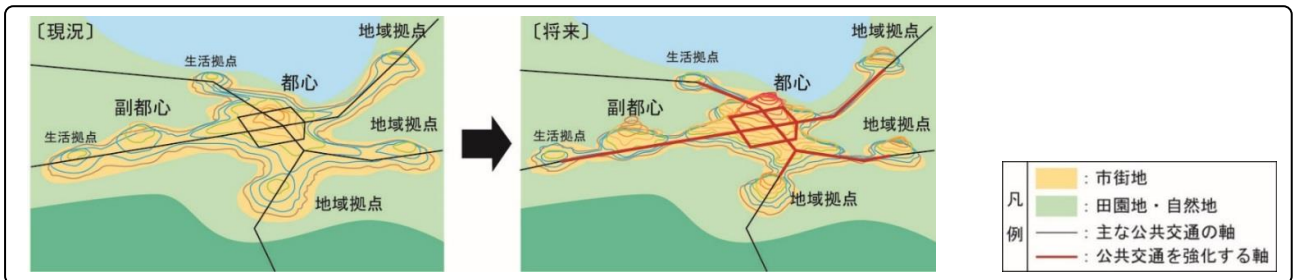 〔現況〕
地域拠点
生活拠点
都心
副都心
生活拠点
地域拠点
地域拠点
〔将来〕
地域拠点
生活拠点
都心
副都心
生活拠点
地域拠点
地域拠点
凡例
：市街地
：田園地・自然地
：主な公共交通の軸
：公共交通を強化する軸